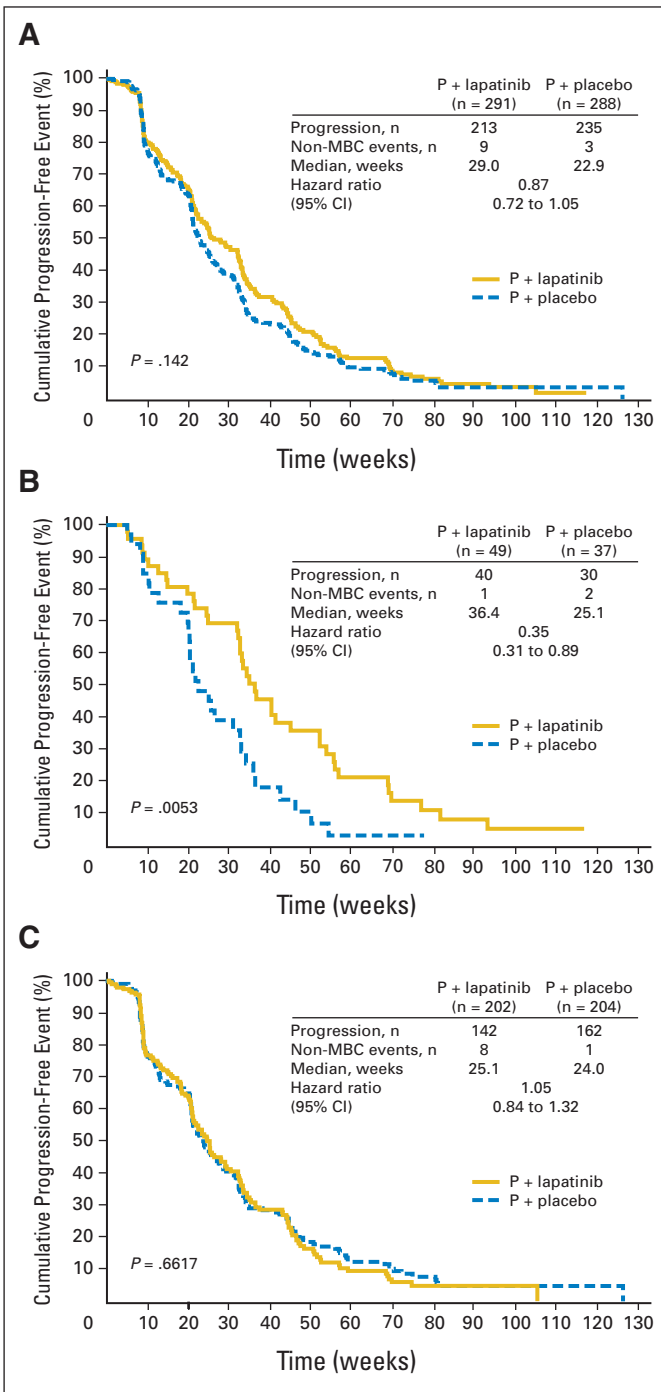 A
Cumulative Progression-Free Event (%)
100
90
80
70
60
50
40
30
20
10
0 10 20 30 40 50 60 70 80 90 100 110 120 130
Time (weeks)
P + lapatinib P + placebo
(n = 291) (n = 288)
Progression, n 213 235
Non-MBC events, n 9 3
Median, weeks 29.0 22.9
Hazard ratio 0.87
(95% CI) 0.72 to 1.05
P + lapatinib
P + placebo
P = .142
B
Cumulative Progression-Free Event (%)
100
90
80
70
60
50
40
30
20
10
0 10 20 30 40 50 60 70 80 90 100 110 120 130
Time (weeks)
P + lapatinib P + placebo
(n = 49) (n = 37)
Progression, n 40 30
Non-MBC events, n 1 2
Median, weeks 36.4 25.1
Hazard ratio 0.35
(95% CI) 0.31 to 0.89
P + lapatinib
P + placebo
P = .0053
C
Cumulative Progression-Free Event (%)
100
90
80
70
60
50
40
30
20
10
0 10 20 30 40 50 60 70 80 90 100 110 120 130
Time (weeks)
P + lapatinib P + placebo
(n = 202) (n = 204)
Progression, n 142 162
Non-MBC events, n 8 1
Median, weeks 25.1 24.0
Hazard ratio 1.05
(95% CI) 0.84 to 1.32
P + lapatinib
P + placebo
P = .6617